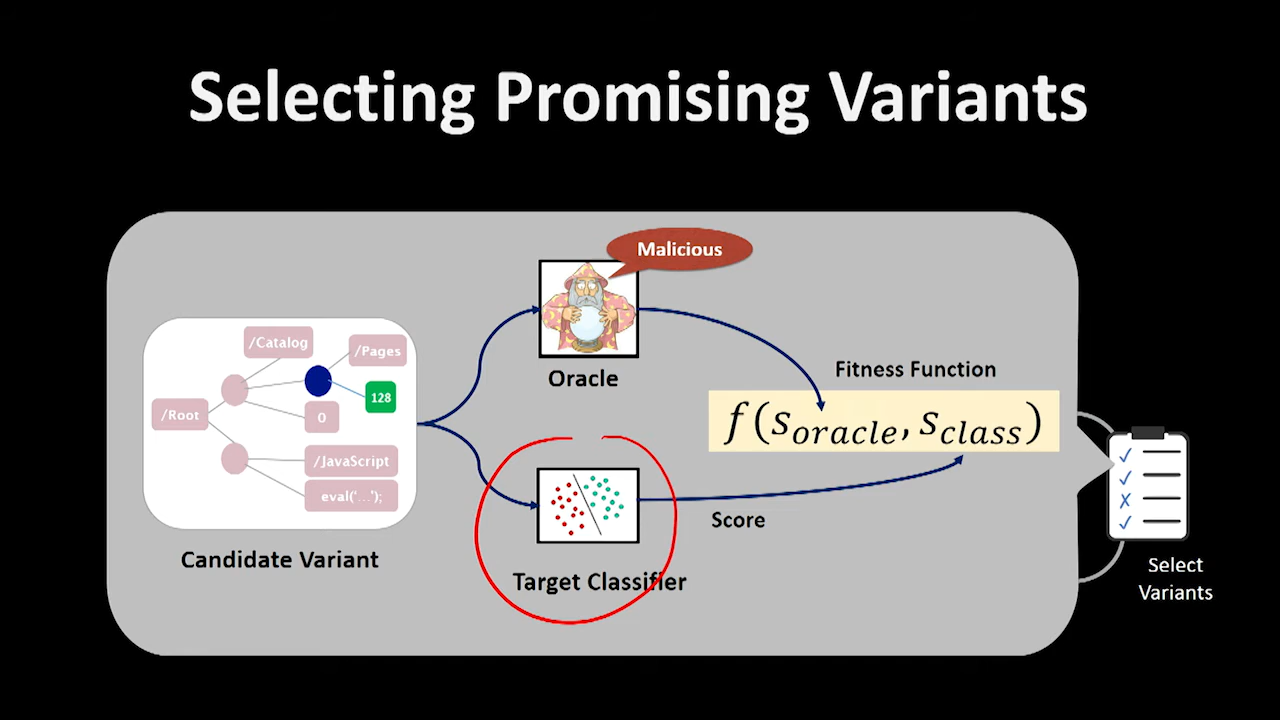 Selecting Promising Variants
Malicious
/Catalog
/Pages
128
/Root
0
/JavaScript
eval('...');
Candidate Variant
Oracle
Target Classifier
Score
Fitness Function
f(s_oracle, s_class)
Select
Variants